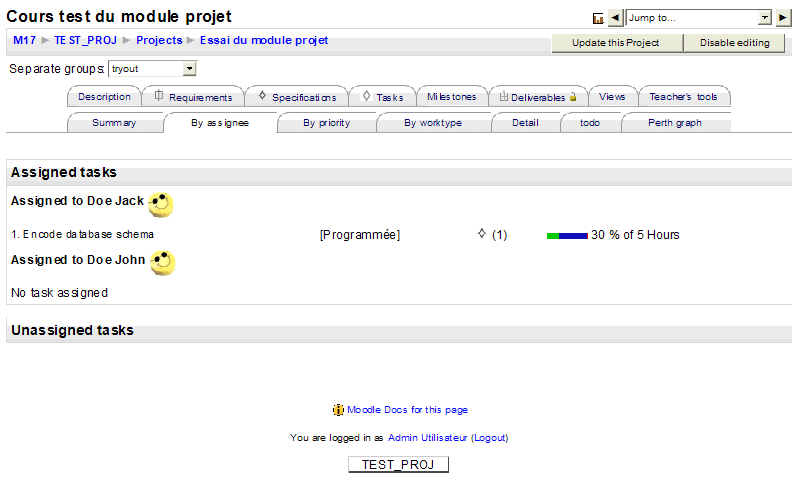 Cours test du module projet
Jump to...
M17 ► TEST_PROJ ► Projects ► Essai du module projet
Update this Project
Disable editing
Separate groups: tryout
Description Requirements Specifications Tasks Milestones Deliverables Views Teacher's tools
Summary By assignee By priority By worktype Detail todo Perth graph
Assigned tasks
Assigned to Doe Jack
1. Encode database schema [Programmée] (1) 30 % of 5 Hours
Assigned to Doe John
No task assigned
Unassigned tasks
Moodle Docs for this page
You are logged in as Admin Utilisateur (Logout)
TEST_PROJ